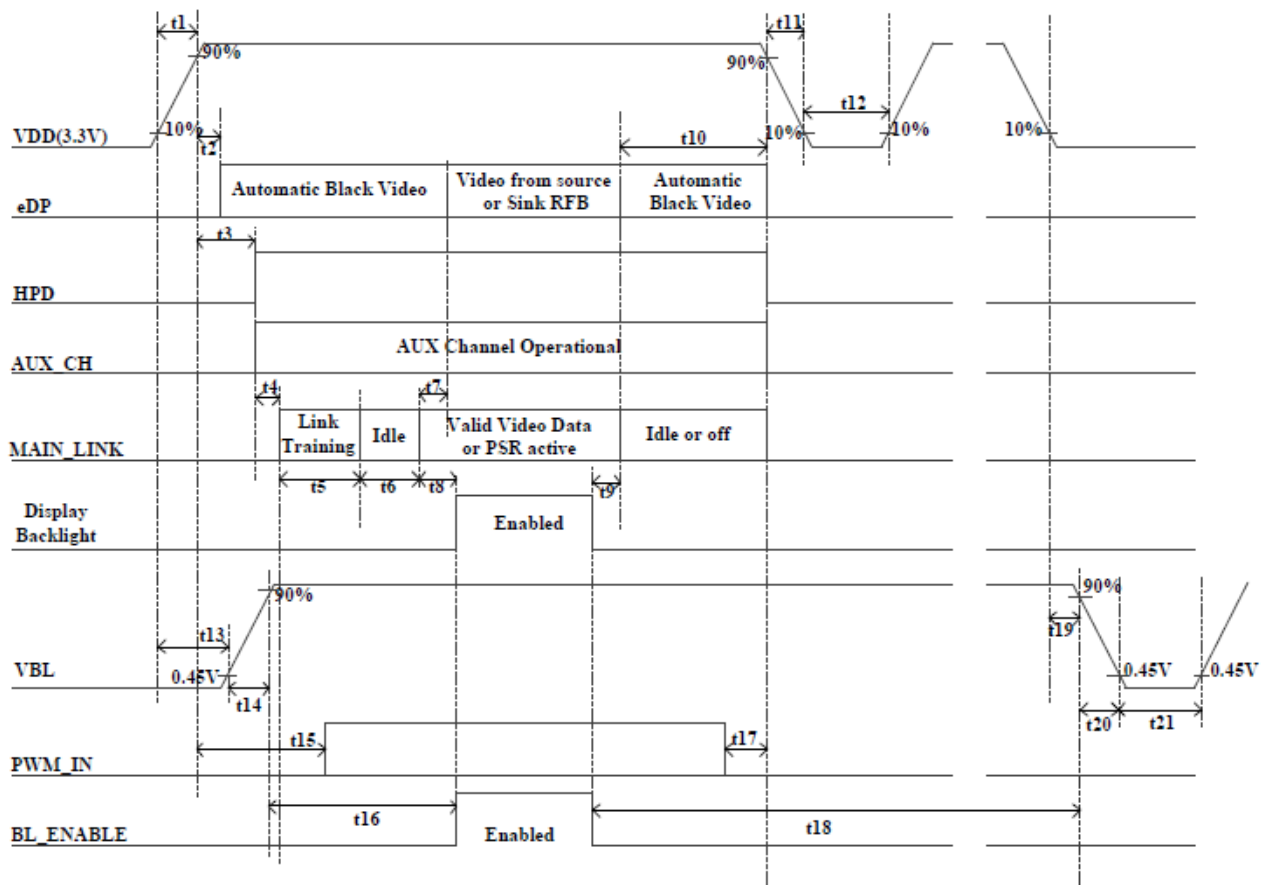 t1
t11
90%
90%
t12
VDD(3.3V)
10%
t2
t10
10%
10%
10%
Automatic Black Video
Video from source
or Sink RFB
Automatic
Black Video
eDP
t3
HPD
AUX Channel Operational
AUX_CH
t4
t7
Link
Training
Idle
Valid Video Data
or PSR active
Idle or off
MAIN_LINK
t5
t6
t8
t9
Display
Backlight
Enabled
90%
90%
t13
t19
VBL
0.45V
0.45V
0.45V
t14
t20
t21
t15
t17
PWM_IN
t16
t18
BL_ENABLE
Enabled